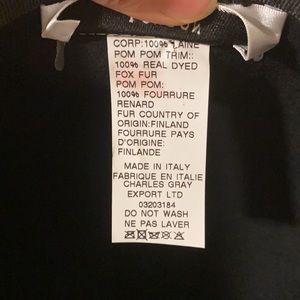 CORP:100% LAINE
POM POM TRIM::
100% REAL DYED
FOX FUR
POM POM:
100% FOURRURE
RENARD
FUR COUNTRY OF
ORIGIN:FINLAND
FOURRURE PAYS
D'ORIGINE:
FINLANDE
MADE IN ITALY
FABRIQUE EN ITALIE
CHARLES GRAY
EXPORT LTD
03203184
DO NOT WASH
NE PAS LAVER